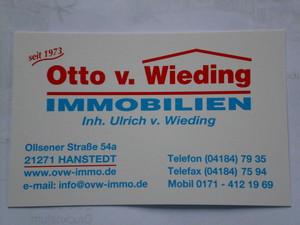 seit 1973
Otto v. Wieding
IMMOBILIEN
Inh. Ulrich v. Wieding
Ollsener Straße 54a
21271 HANSTEDT
www.ovw-immo.de
e-mail: info@ovw-immo.de
Telefon (04184) 79 35
Telefax (04184) 75 94
Mobil 0171 - 412 19 69